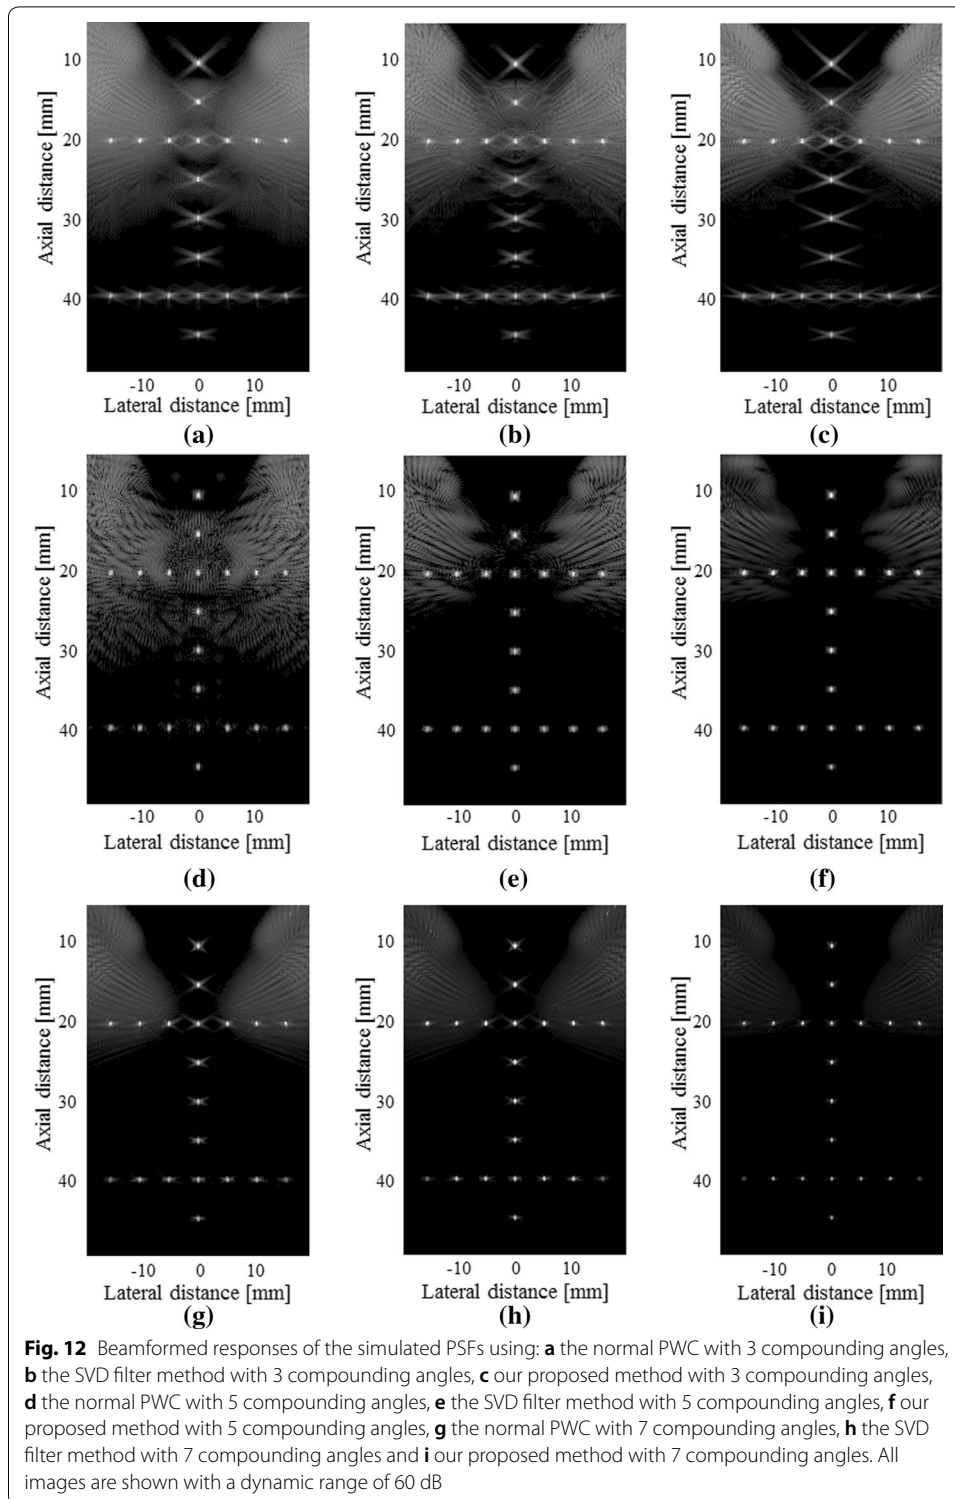 10
20
30
40
Axial distance [mm]
-10 0 10
Lateral distance [mm]
(a)
10
20
30
40
Axial distance [mm]
-10 0 10
Lateral distance [mm]
(b)
10
20
30
40
Axial distance [mm]
-10 0 10
Lateral distance [mm]
(c)
10
20
30
40
Axial distance [mm]
-10 0 10
Lateral distance [mm]
(d)
10
20
30
40
Axial distance [mm]
-10 0 10
Lateral distance [mm]
(e)
10
20
30
40
Axial distance [mm]
-10 0 10
Lateral distance [mm]
(f)
10
20
30
40
Axial distance [mm]
-10 0 10
Lateral distance [mm]
(g)
10
20
30
40
Axial distance [mm]
-10 0 10
Lateral distance [mm]
(h)
10
20
30
40
Axial distance [mm]
-10 0 10
Lateral distance [mm]
(i)
Fig. 12 Beamformed responses of the simulated PSFs using: a the normal PWC with 3 compounding angles,
b the SVD filter method with 3 compounding angles, c our proposed method with 3 compounding angles,
d the normal PWC with 5 compounding angles, e the SVD filter method with 5 compounding angles, f our
proposed method with 5 compounding angles, g the normal PWC with 7 compounding angles, h the SVD
filter method with 7 compounding angles and i our proposed method with 7 compounding angles. All
images are shown with a dynamic range of 60 dB